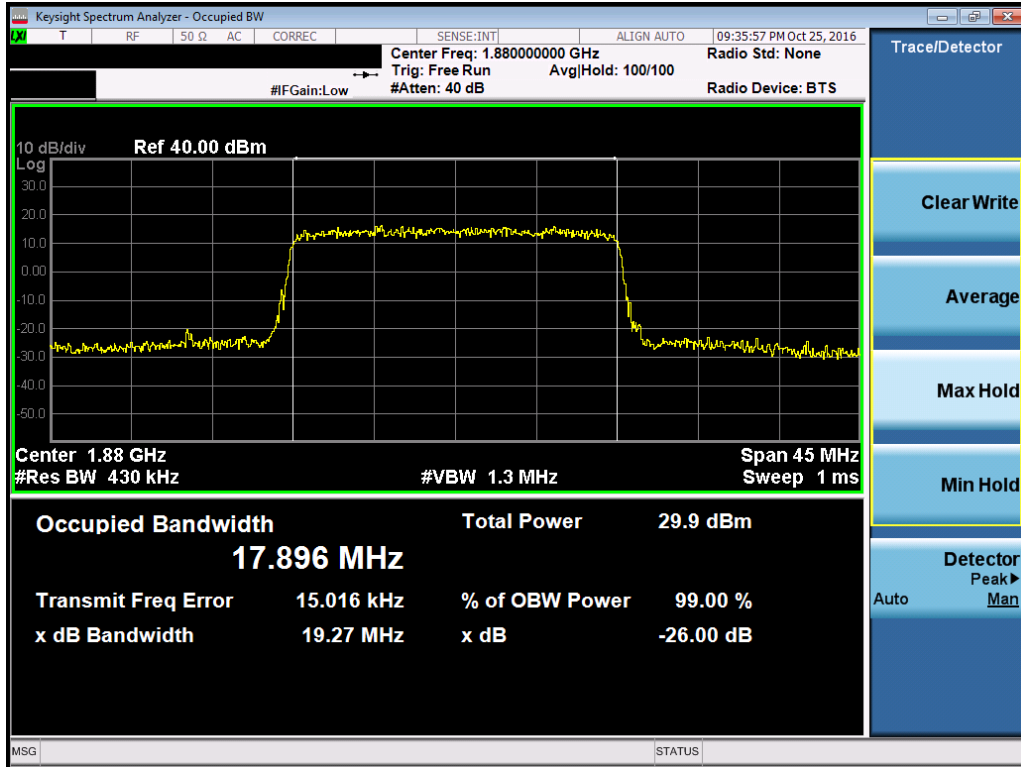 Keysight Spectrum Analyzer - Occupied BW
LXI T RF 50 Ω AC CORREC SENSE:INT ALIGN AUTO 09:35:57 PM Oct 25, 2016
Center Freq: 1.880000000 GHz Radio Std: None
Trig: Free Run Avg|Hold: 100/100
#IFGain:Low #Atten: 40 dB Radio Device: BTS
10 dB/div Ref 40.00 dBm
Log
30.0
20.0
10.0
0.00
-10.0
-20.0
-30.0
-40.0
-50.0
Center 1.88 GHz Span 45 MHz
#Res BW 430 kHz #VBW 1.3 MHz Sweep 1 ms
Occupied Bandwidth Total Power 29.9 dBm
17.896 MHz
Transmit Freq Error 15.016 kHz % of OBW Power 99.00 %
x dB Bandwidth 19.27 MHz x dB -26.00 dB
MSG STATUS
Trace/Detector
Clear Write
Average
Max Hold
Min Hold
Detector
Peak▶
Auto Man